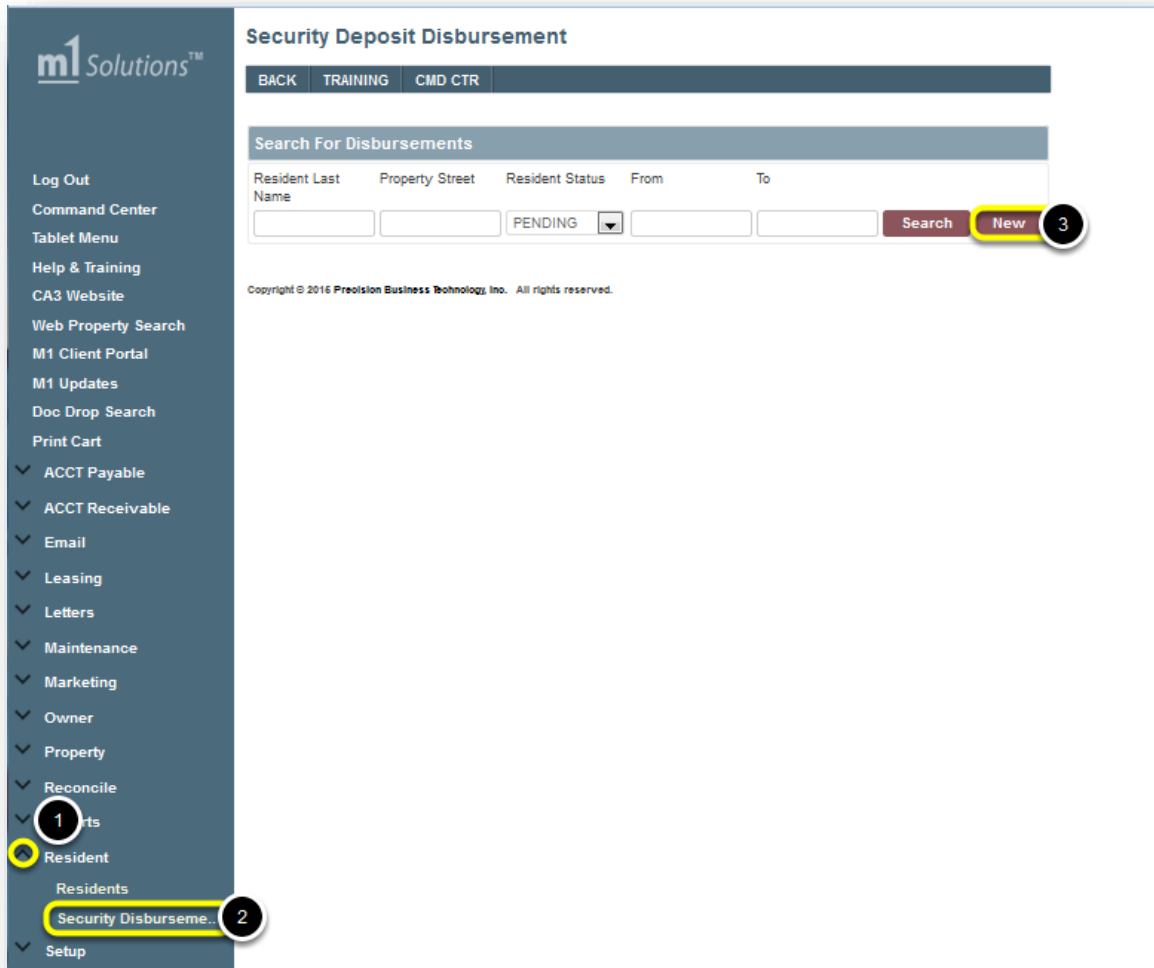 m1 Solutions™
Log Out
Command Center
Tablet Menu
Help & Training
CA3 Website
Web Property Search
M1 Client Portal
M1 Updates
Doc Drop Search
Print Cart
ACCT Payable
ACCT Receivable
Email
Leasing
Letters
Maintenance
Marketing
Owner
Property
Reconcile
1 rts
Resident
Residents
Security Disburseme.. 2
Setup
Security Deposit Disbursement
BACK TRAINING CMD CTR
Search For Disbursements
Resident Last Property Street Resident Status From To
Name
PENDING Search New 3
Copyright © 2016 Precision Business Technology, Inc. All rights reserved.